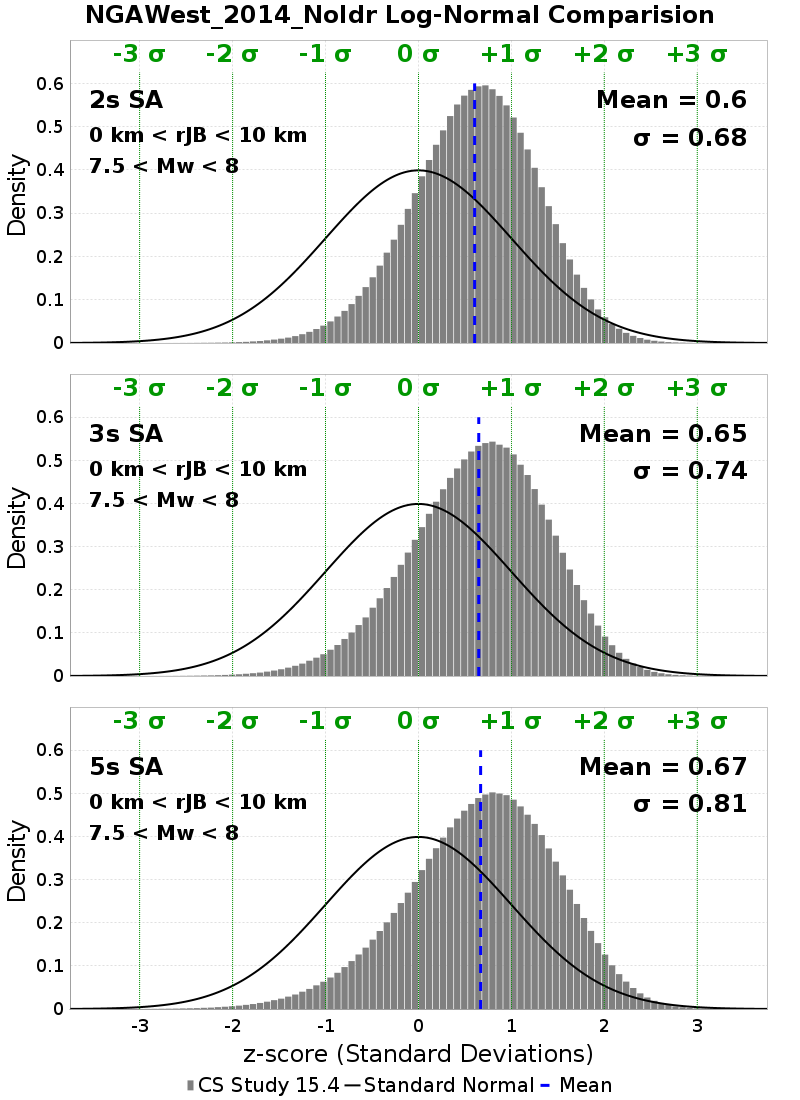 NGAWest_2014_NoIdr Log-Normal Comparision
-3 σ -2 σ -1 σ 0 σ +1 σ +2 σ +3 σ
2s SA
Mean = 0.6
0 km < rJB < 10 km
σ = 0.68
7.5 < Mw < 8
0.6
0.5
0.4
0.3
0.2
0.1
0
Density
-3 σ -2 σ -1 σ 0 σ +1 σ +2 σ +3 σ
3s SA
Mean = 0.65
0 km < rJB < 10 km
σ = 0.74
7.5 < Mw < 8
0.6
0.5
0.4
0.3
0.2
0.1
0
Density
-3 σ -2 σ -1 σ 0 σ +1 σ +2 σ +3 σ
5s SA
Mean = 0.67
0 km < rJB < 10 km
σ = 0.81
7.5 < Mw < 8
0.6
0.5
0.4
0.3
0.2
0.1
0
Density
-3 -2 -1 0 1 2 3
z-score (Standard Deviations)
CS Study 15.4 Standard Normal Mean